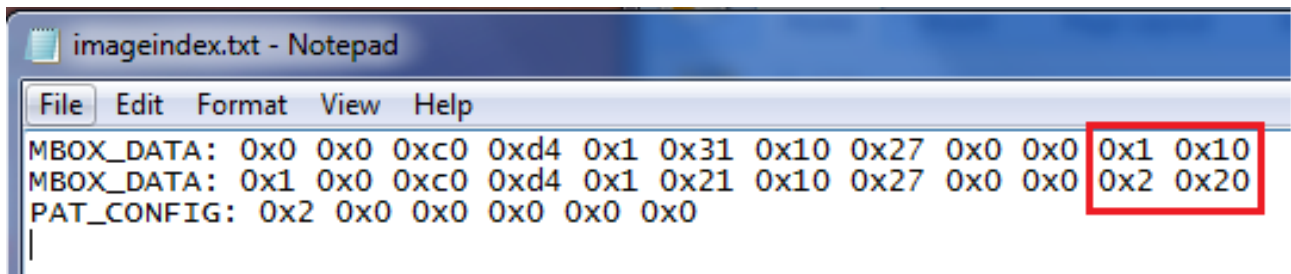 imageindex.txt - Notepad
File Edit Format View Help
MBOX_DATA: 0x0 0x0 0xc0 0xd4 0x1 0x31 0x10 0x27 0x0 0x0 0x1 0x10
MBOX_DATA: 0x1 0x0 0xc0 0xd4 0x1 0x21 0x10 0x27 0x0 0x0 0x2 0x20
PAT_CONFIG: 0x2 0x0 0x0 0x0 0x0 0x0